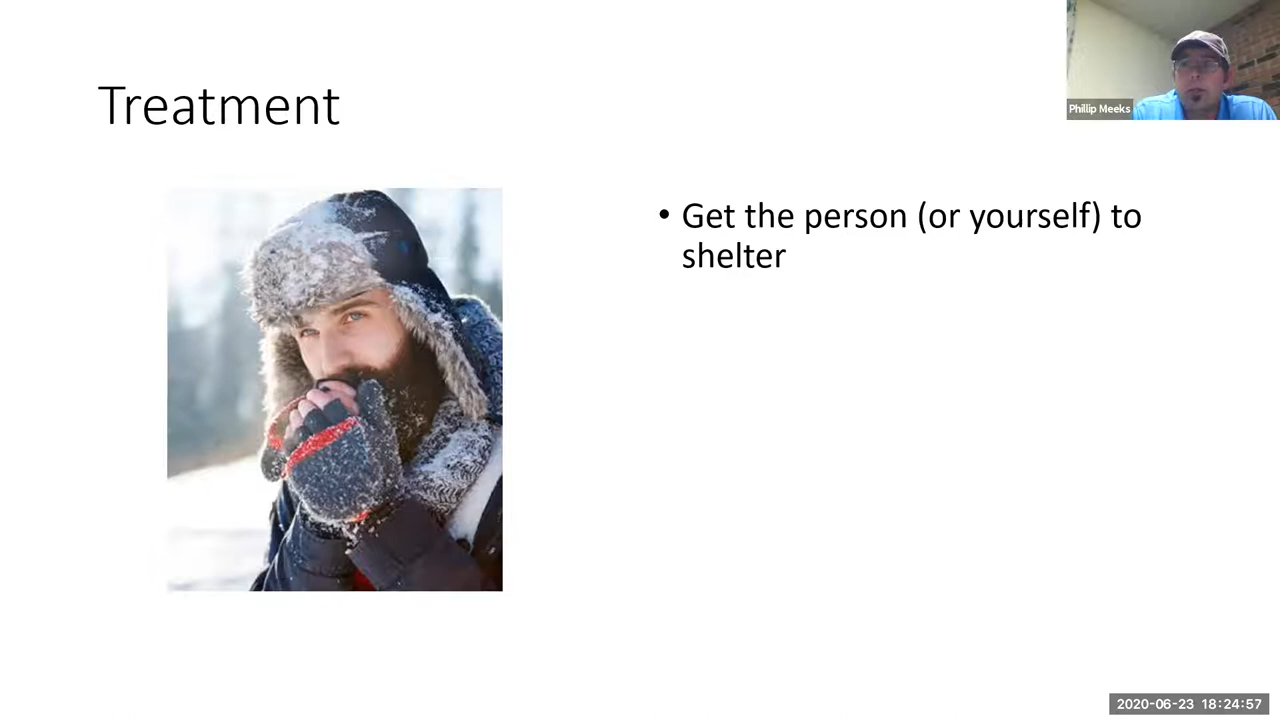 Treatment
Phillip Meeks
• Get the person (or yourself) to
shelter
2020-06-23 18:24:57